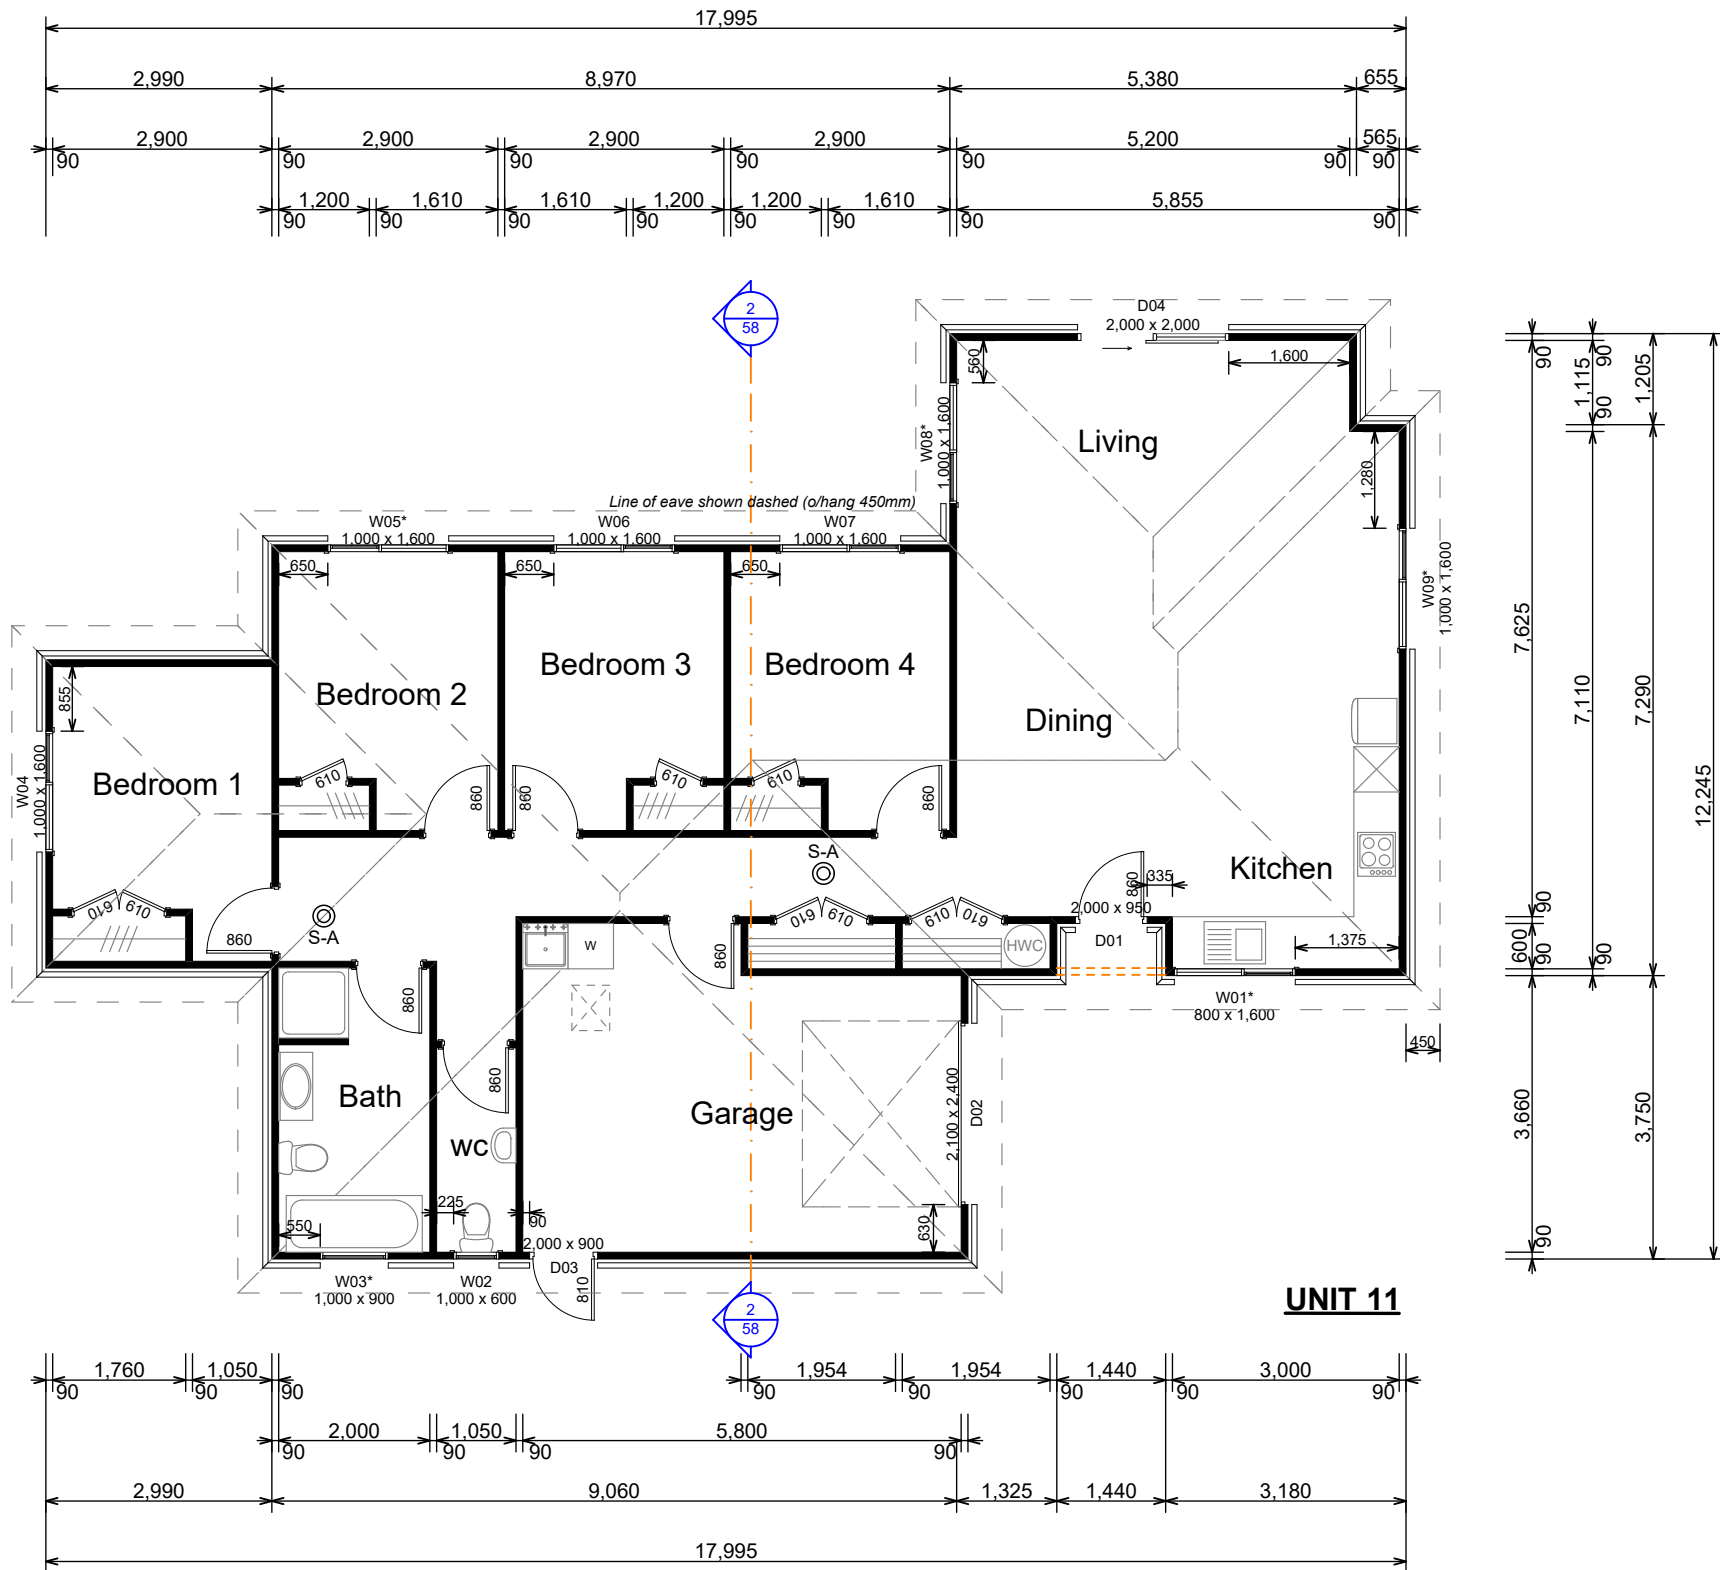 17,995
2,990 8,970 5,380 655
2,900 2,900 2,900 2,900 5,200 565
90 90 90 90 90 90 90
1,200 1,610 1,610 1,200 1,200 1,610 5,855
90 90 90 90 90 90 90 90
2
58
D04
2,000 x 2,000
560
1,600
90 90
1,115
1,205
90
W08*
1,000 x 1,600
Living
1,280
Line of eave shown dashed (o/hang 450mm)
W05*
1,000 x 1,600
W06
1,000 x 1,600
W07
1,000 x 1,600
650 650 650
W09*
1,000 x 1,600
7,625
7,110
7,290
12,245
855
Bedroom 2
Bedroom 3
Bedroom 4
Dining
W04
1,000 x 1,600
Bedroom 1
610 610 610
860 860 860
S-A
Kitchen
860
335
2,000 x 950
D01
610 610
860
S-A
610 610 610 610
W
860
HWC
1,375
90
600
90 90
W01*
800 x 1,600
450
860
860
Bath
WC
Garage
2,100 x 2,400
D02
3,660
3,750
225
90
550
630
90
2,000 x 900
D03
810
W03*
1,000 x 900
W02
1,000 x 600
2
58
UNIT 11
1,760 1,050 1,954 1,954 1,440 3,000
90 90 90 90 90 90 90 90
2,000 1,050 5,800
90 90 90 90
2,990 9,060 1,325 1,440 3,180
17,995